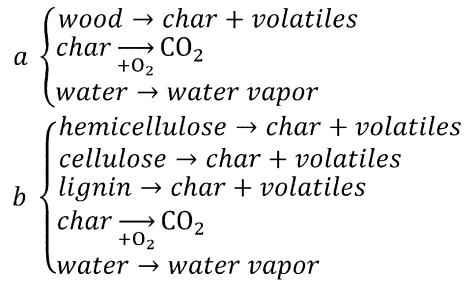 a
wood → char + volatiles
char →+O₂ CO₂
water → water vapor
b
hemicellulose → char + volatiles
cellulose → char + volatiles
lignin → char + volatiles
char →+O₂ CO₂
water → water vapor